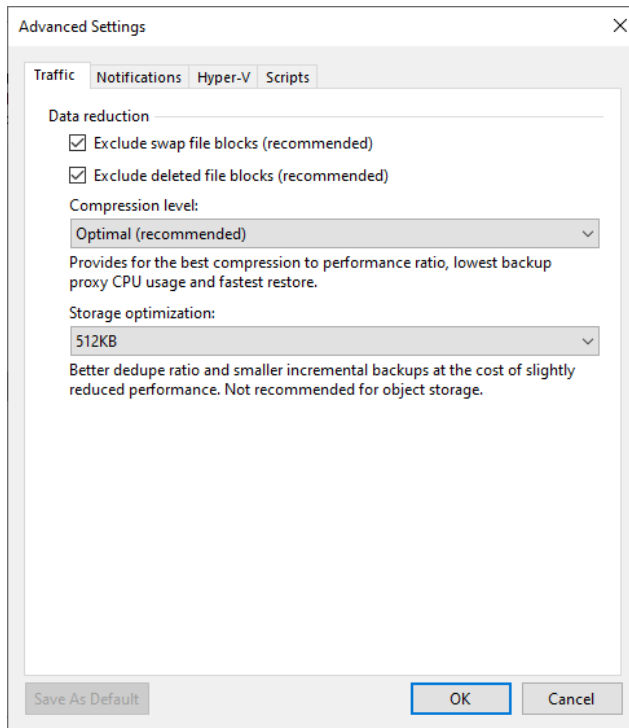 Advanced Settings
Traffic Notifications Hyper-V Scripts
Data reduction
Exclude swap file blocks (recommended)
Exclude deleted file blocks (recommended)
Compression level:
Optimal (recommended)
Provides for the best compression to performance ratio, lowest backup
proxy CPU usage and fastest restore.
Storage optimization:
512KB
Better dedupe ratio and smaller incremental backups at the cost of slightly
reduced performance. Not recommended for object storage.
Save As Default OK Cancel